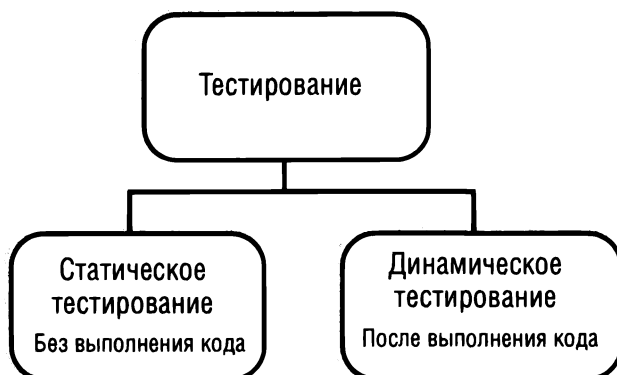 Тестирование
Статическое
тестирование
Без выполнения кода
Динамическое
тестирование
После выполнения кода